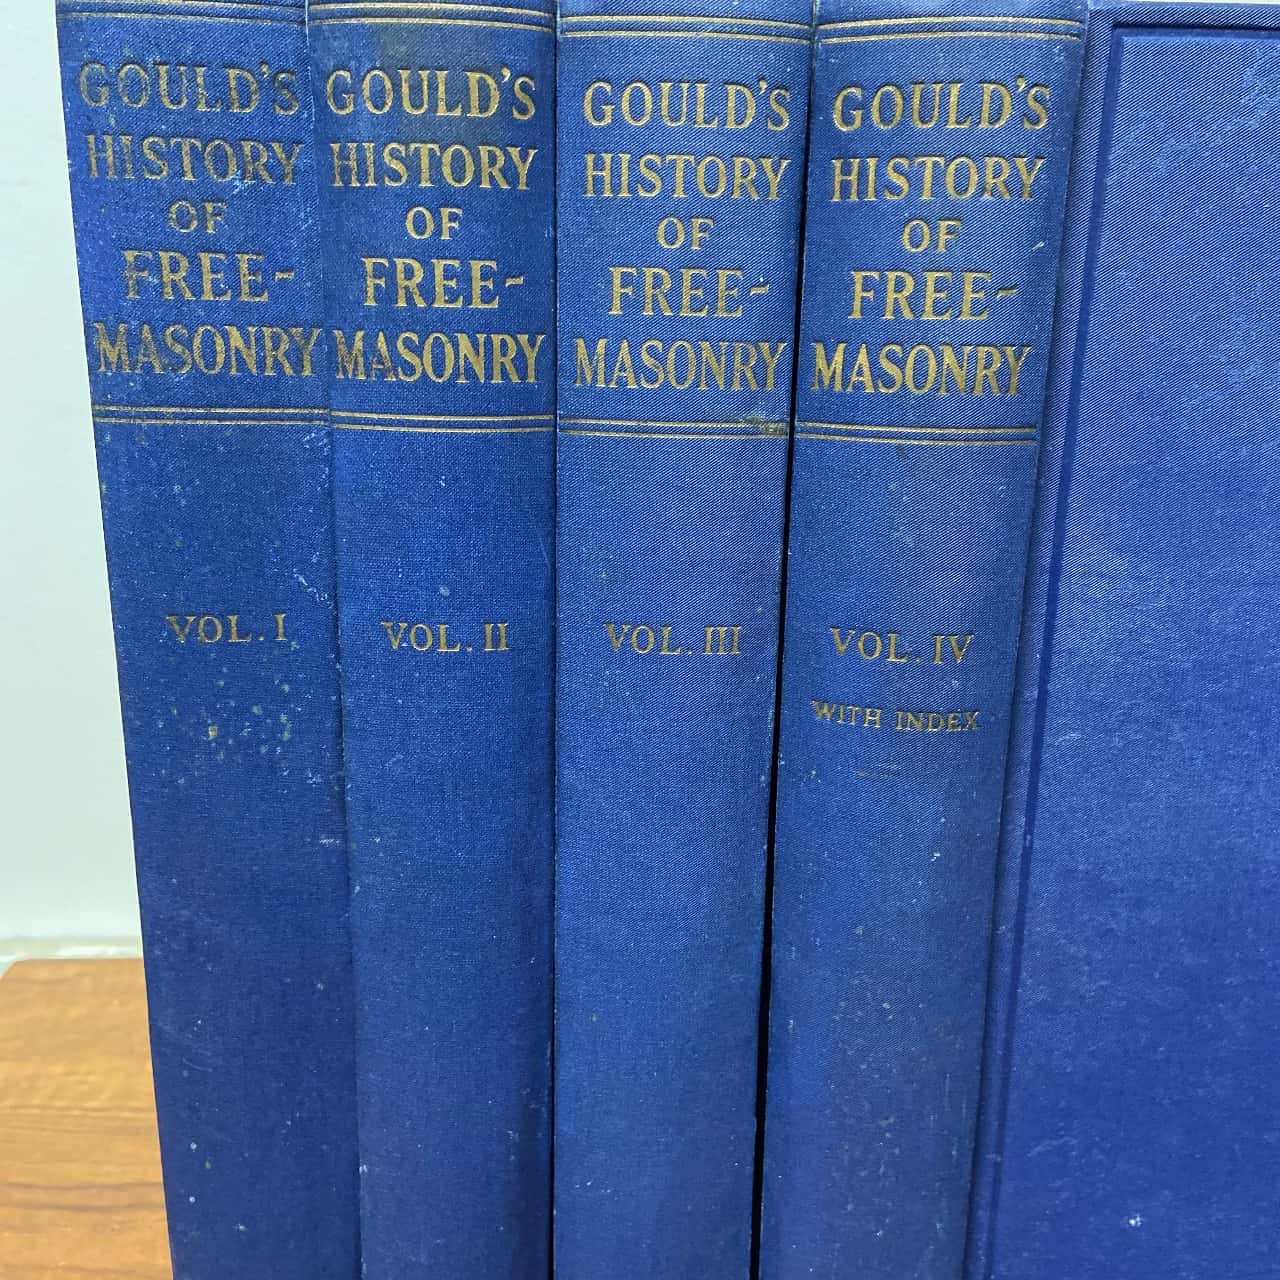 GOULD'S
HISTORY
OF
FREE-
MASONRY
VOL. I
GOULD'S
HISTORY
OF
FREE-
MASONRY
VOL. II
GOULD'S
HISTORY
OF
FREE-
MASONRY
VOL. III
GOULD'S
HISTORY
OF
FREE-
MASONRY
VOL. IV
WITH INDEX